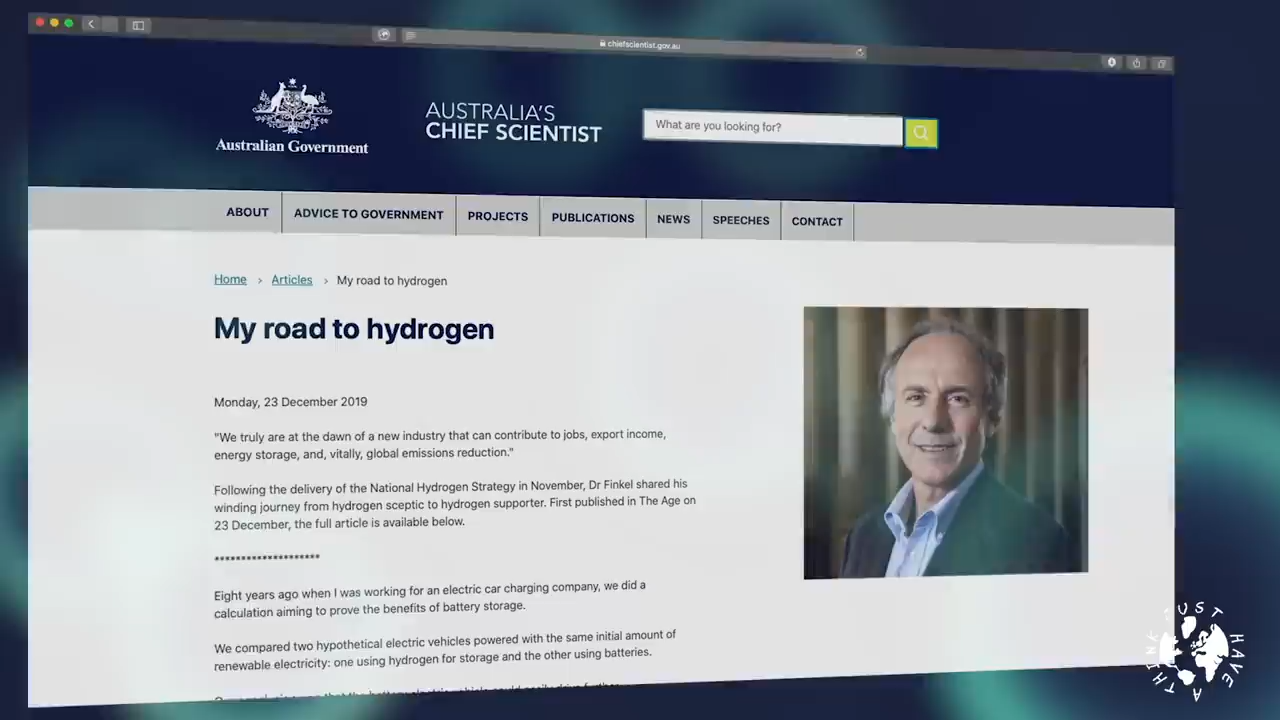 chiefscientist.gov.au
Australian Government
AUSTRALIA'S
CHIEF SCIENTIST
What are you looking for?
ABOUT
ADVICE TO GOVERNMENT
PROJECTS
PUBLICATIONS
NEWS
SPEECHES
CONTACT
Home › Articles › My road to hydrogen
My road to hydrogen
Monday, 23 December 2019
"We truly are at the dawn of a new industry that can contribute to jobs, export income,
energy storage, and, vitally, global emissions reduction."
Following the delivery of the National Hydrogen Strategy in November, Dr Finkel shared his
winding journey from hydrogen sceptic to hydrogen supporter. First published in The Age on
23 December, the full article is available below.
********************
Eight years ago when I was working for an electric car charging company, we did a
calculation aiming to prove the benefits of battery storage.
We compared two hypothetical electric vehicles powered with the same initial amount of
renewable electricity: one using hydrogen for storage and the other using batteries.
JUST HAVE A THINK